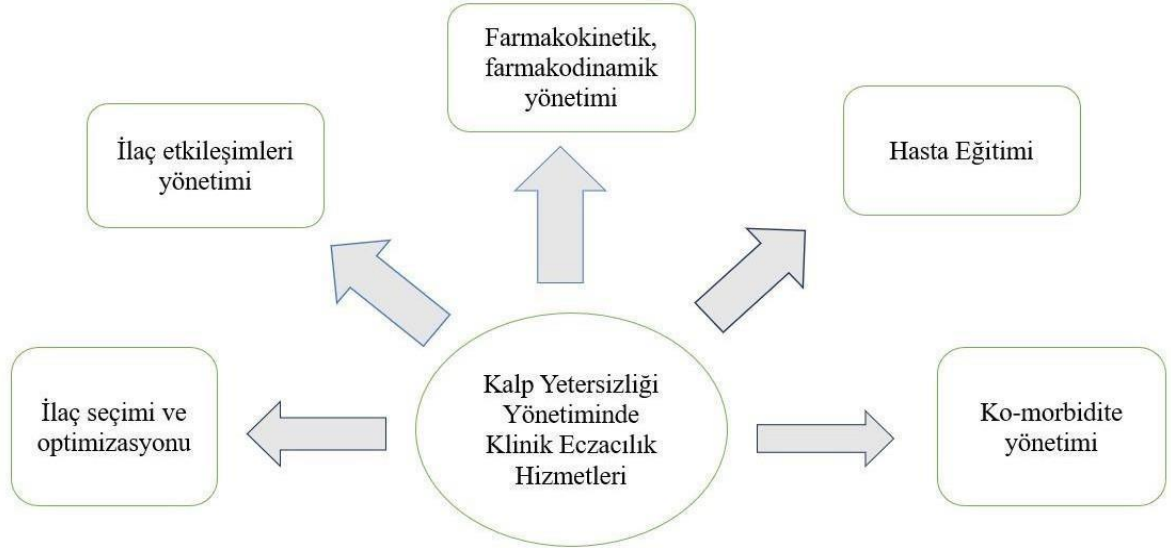 Farmakokinetik,
farmakodinamik
yönetimi
İlaç etkileşimleri
yönetimi
Hasta Eğitimi
İlaç seçimi ve
optimizasyonu
Kalp Yetersizliği
Yönetiminde
Klinik Eczacılık
Hizmetleri
Ko-morbidite
yönetimi